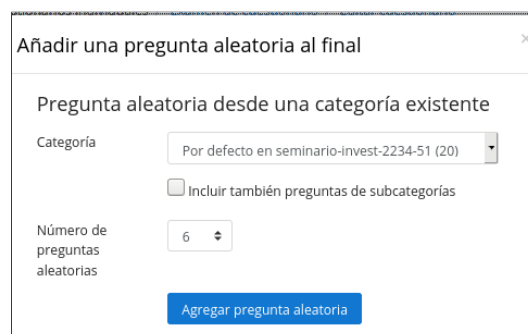 Añadir una pregunta aleatoria al final
×
Pregunta aleatoria desde una categoría existente
Categoría
Por defecto en seminario-invest-2234-51 (20)
Incluir también preguntas de subcategorías
Número de
preguntas
aleatorias
6
Agregar pregunta aleatoria